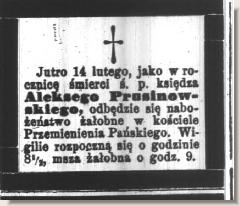 Jutro 14 lutego, jako w ro-
cznicę śmierci ś. p. księdza
Aleksego Prusinow-
skiego, odbędzie się nabo-
żeństwo żałobne w kościele
Przemienienia Pańskiego. Wi-
gilie rozpoczną się o godzinie
8½, msza żałobna o godz. 9.